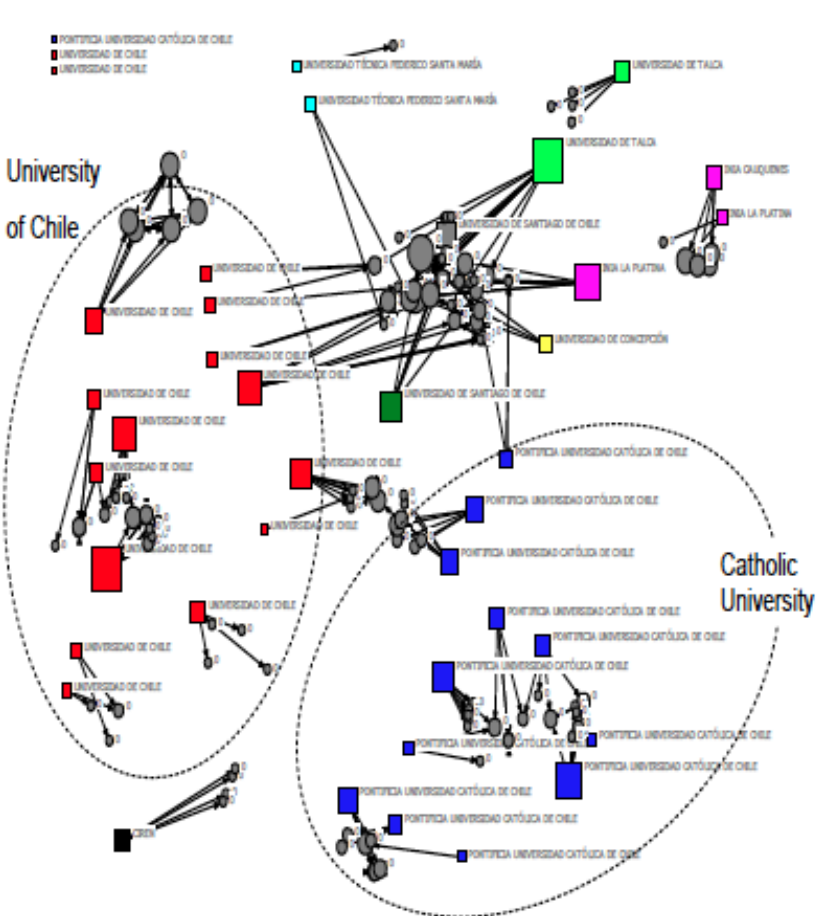 PONTIFICIA UNIVERSIDAD CATÓLICA DE CHILE
UNIVERSIDAD DE CHILE
UNIVERSIDAD DE CHILE
UNIVERSIDAD TÉCNICA FEDERICO SANTA MARÍA
UNIVERSIDAD DE TALCA
UNIVERSIDAD TÉCNICA FEDERICO SANTA MARÍA
UNIVERSIDAD DE TALCA
University
of Chile
INIA CAUQUENES
INIA LA PLATINA
UNIVERSIDAD DE SANTIAGO DE CHILE
UNIVERSIDAD DE CHILE
INIA LA PLATINA
UNIVERSIDAD DE CHILE
UNIVERSIDAD DE CHILE
UNIVERSIDAD DE CONCEPCIÓN
UNIVERSIDAD DE CHILE
UNIVERSIDAD DE CHILE
UNIVERSIDAD DE CHILE
UNIVERSIDAD DE SANTIAGO DE CHILE
UNIVERSIDAD DE CHILE
PONTIFICIA UNIVERSIDAD CATÓLICA DE CHILE
UNIVERSIDAD DE CHILE
UNIVERSIDAD DE CHILE
PONTIFICIA UNIVERSIDAD CATÓLICA DE CHILE
UNIVERSIDAD DE CHILE
UNIVERSIDAD DE CHILE
PONTIFICIA UNIVERSIDAD CATÓLICA DE CHILE
Catholic
University
UNIVERSIDAD DE CHILE
PONTIFICIA UNIVERSIDAD CATÓLICA DE CHILE
PONTIFICIA UNIVERSIDAD CATÓLICA DE CHILE
UNIVERSIDAD DE CHILE
PONTIFICIA UNIVERSIDAD CATÓLICA DE CHILE
UNIVERSIDAD DE CHILE
PONTIFICIA UNIVERSIDAD CATÓLICA DE CHILE
PONTIFICIA UNIVERSIDAD CATÓLICA DE CHILE
PONTIFICIA UNIVERSIDAD CATÓLICA DE CHILE
PONTIFICIA UNIVERSIDAD CATÓLICA DE CHILE
PONTIFICIA UNIVERSIDAD CATÓLICA DE CHILE
CIREN
PONTIFICIA UNIVERSIDAD CATÓLICA DE CHILE